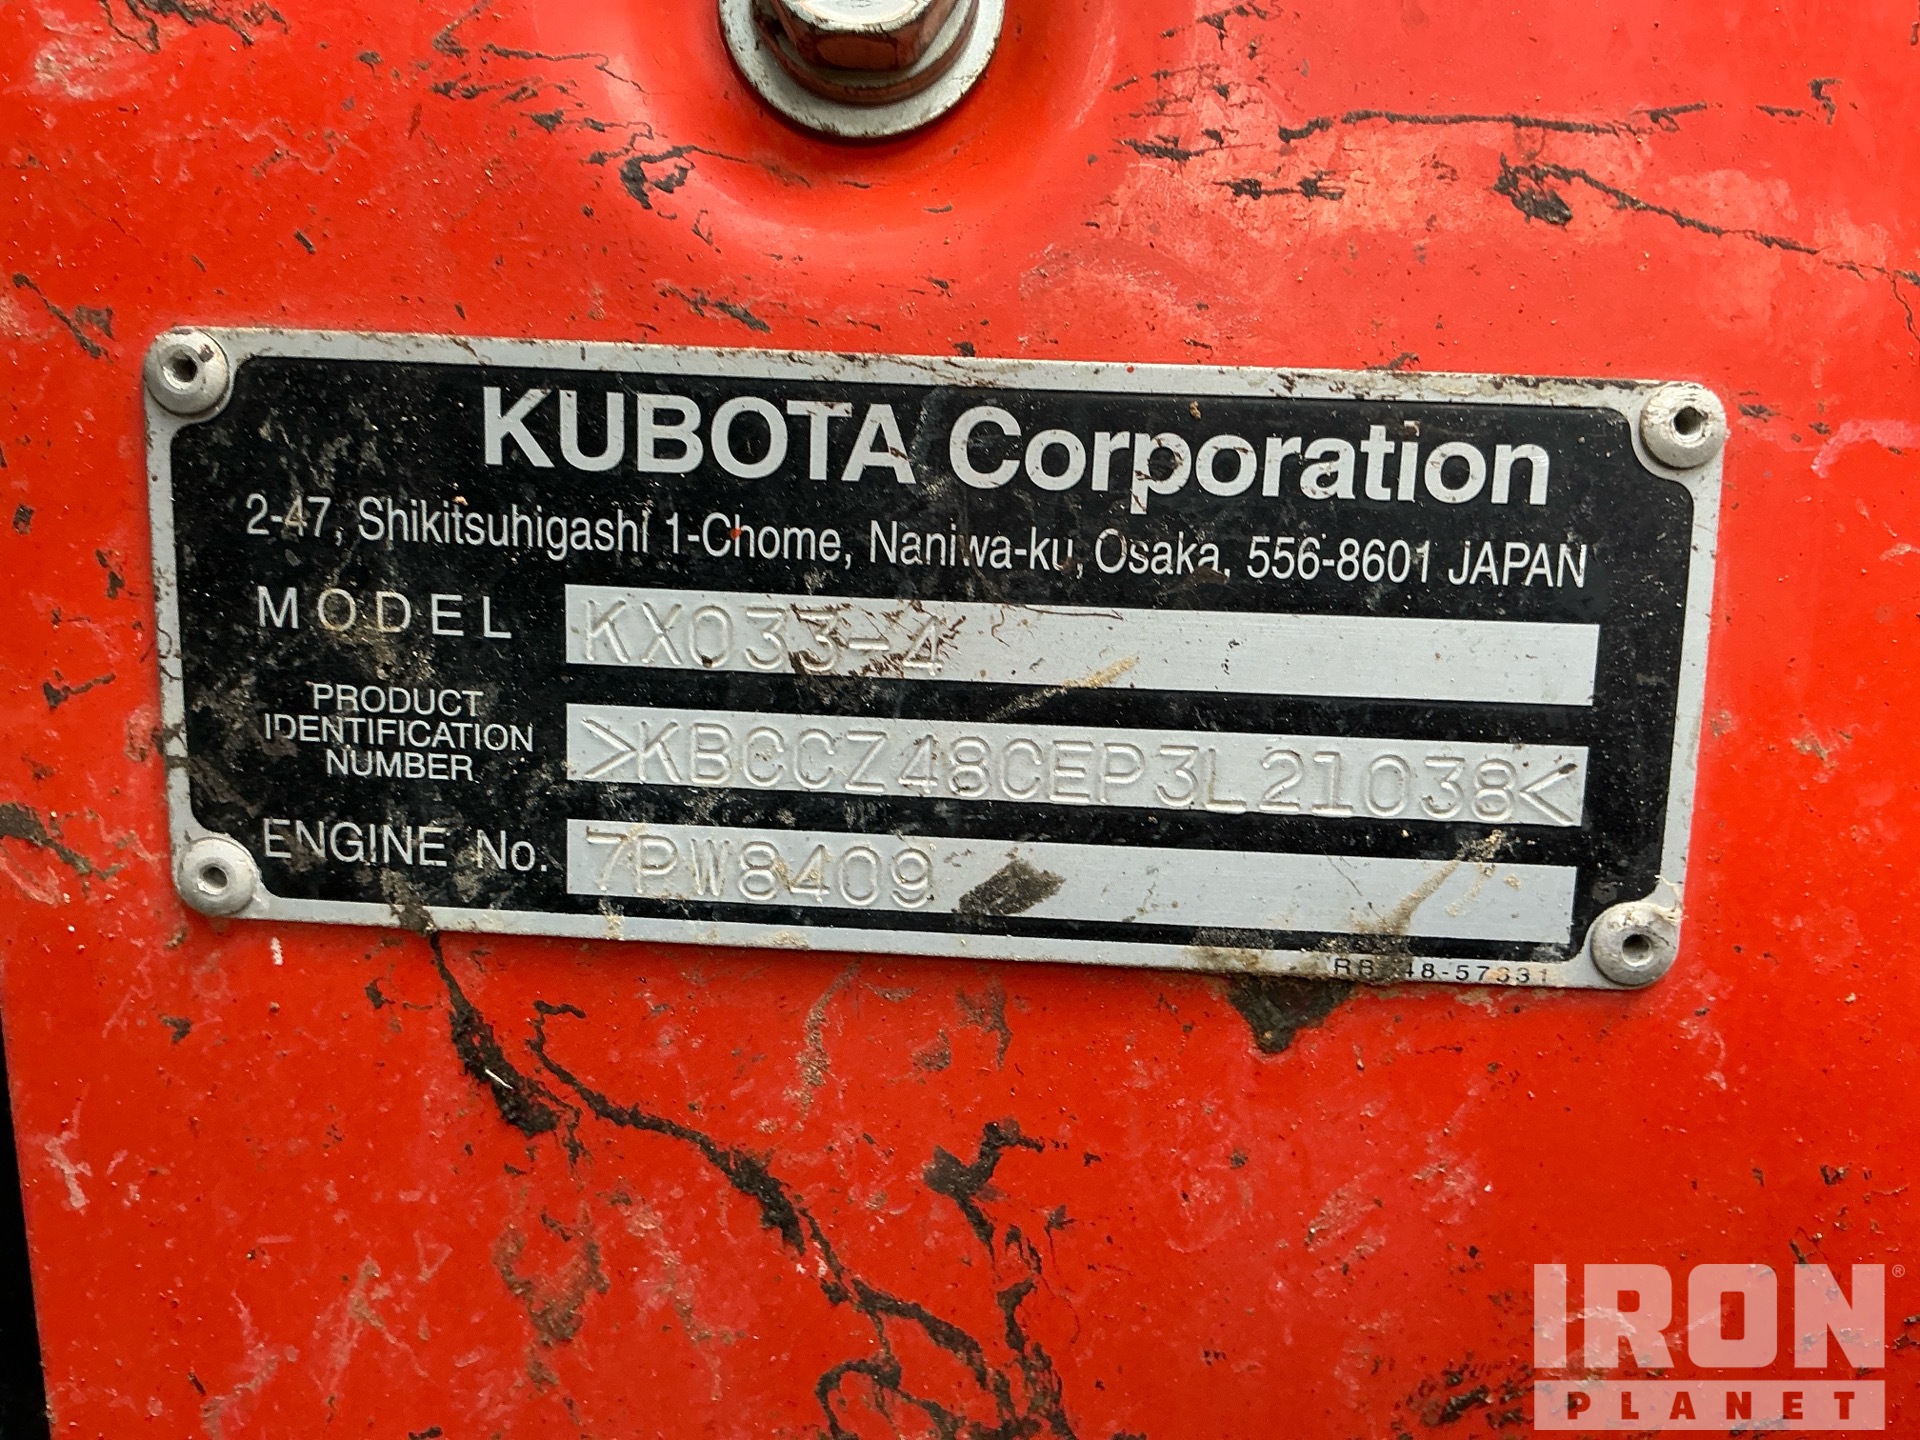 KUBOTA Corporation
2-47, Shikitsuhigashi 1-Chome, Naniwa-ku, Osaka, 556-8601 JAPAN
MODEL KX033-4
PRODUCT
IDENTIFICATION
NUMBER
>KBCCZ48CEP3L21038<
ENGINE No. 7PW8409
IRON®
PLANET